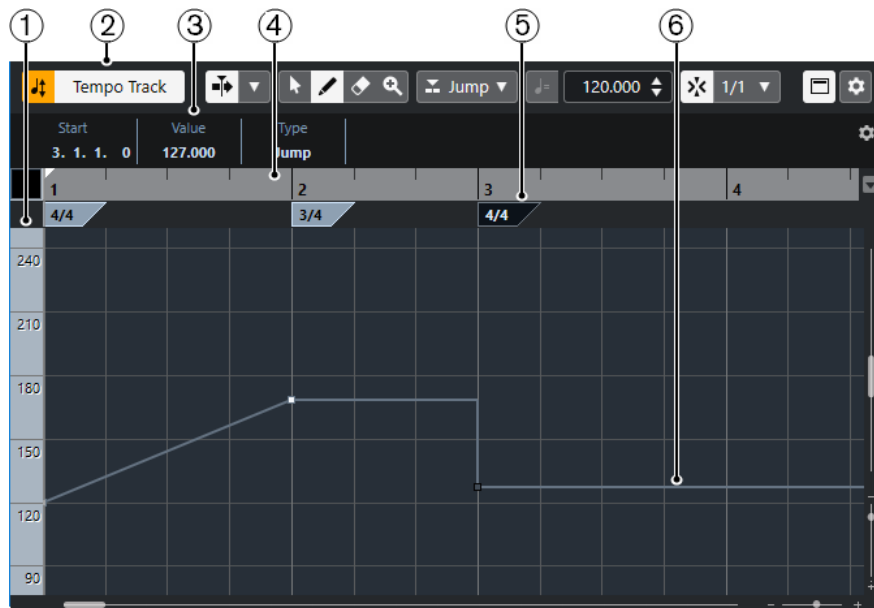 1 2 3 4 5 6
Tempo Track Jump 120.000 1/1
Start Value Type
3. 1. 1. 0 127.000 Jump
1 2 3 4
4/4 3/4 4/4
240
210
180
150
120
90